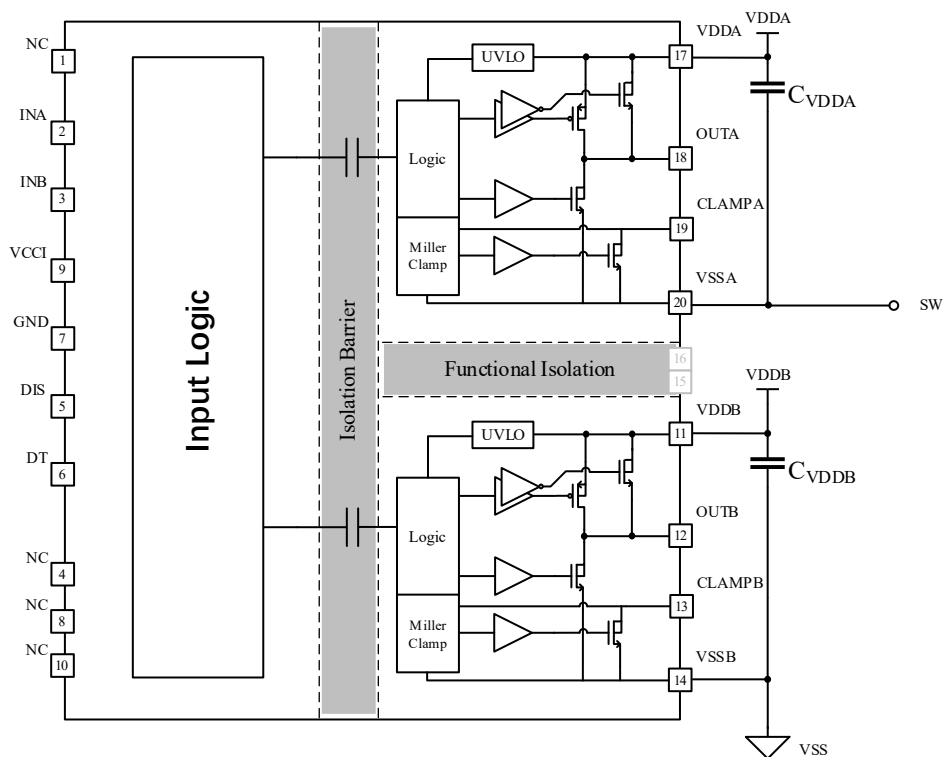 NC
1
INA
2
INB
3
VCCI
9
GND
7
DIS
5
DT
6
NC
4
NC
8
NC
10
Input Logic
Isolation Barrier
UVLO
Logic
Miller
Clamp
VDDA
17
OUTA
18
CLAMPA
19
VSSA
20
VDDA
CVDDA
SW
Functional Isolation
16
15
UVLO
Logic
Miller
Clamp
VDDB
11
OUTB
12
CLAMPB
13
VSSB
14
VDDB
CVDDB
VSS